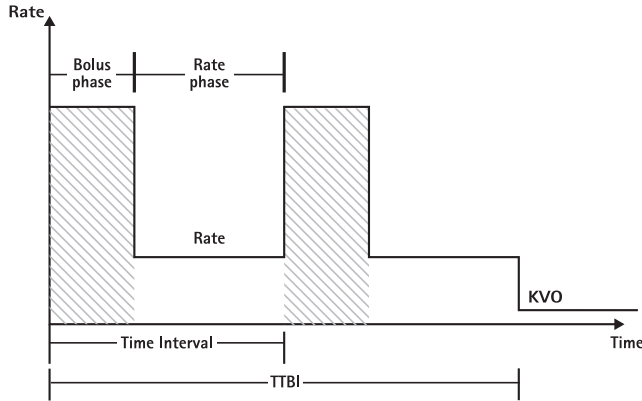 Rate
Bolus
phase
Rate
phase
Rate
KVO
Time
Time Interval
TTBI